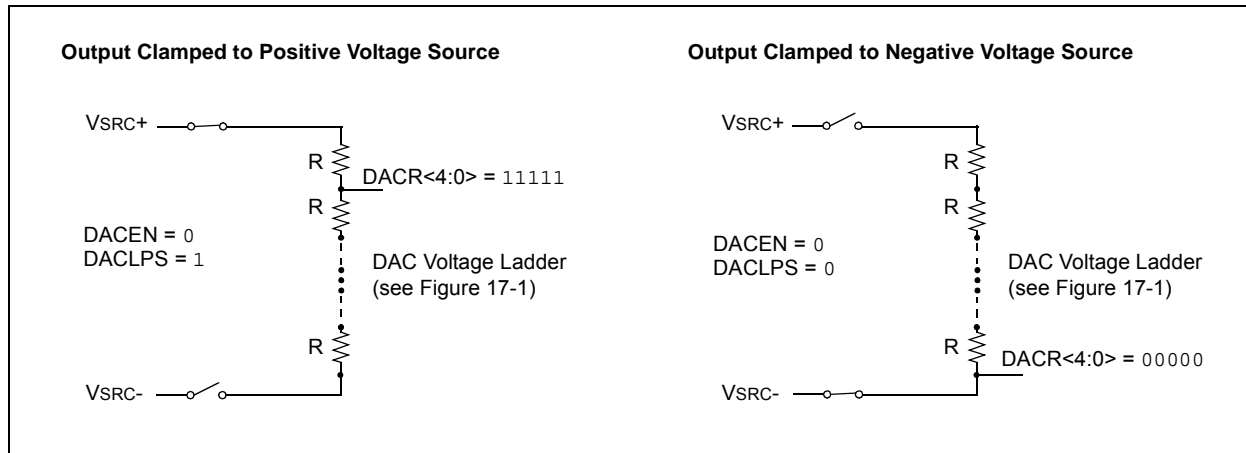 Output Clamped to Positive Voltage Source
VSRC+
R
DACR<4:0> = 11111
R
DACEN = 0
DACLPS = 1
DAC Voltage Ladder
(see Figure 17-1)
R
VSRC-
Output Clamped to Negative Voltage Source
VSRC+
R
R
DACEN = 0
DACLPS = 0
DAC Voltage Ladder
(see Figure 17-1)
R
DACR<4:0> = 00000
VSRC-